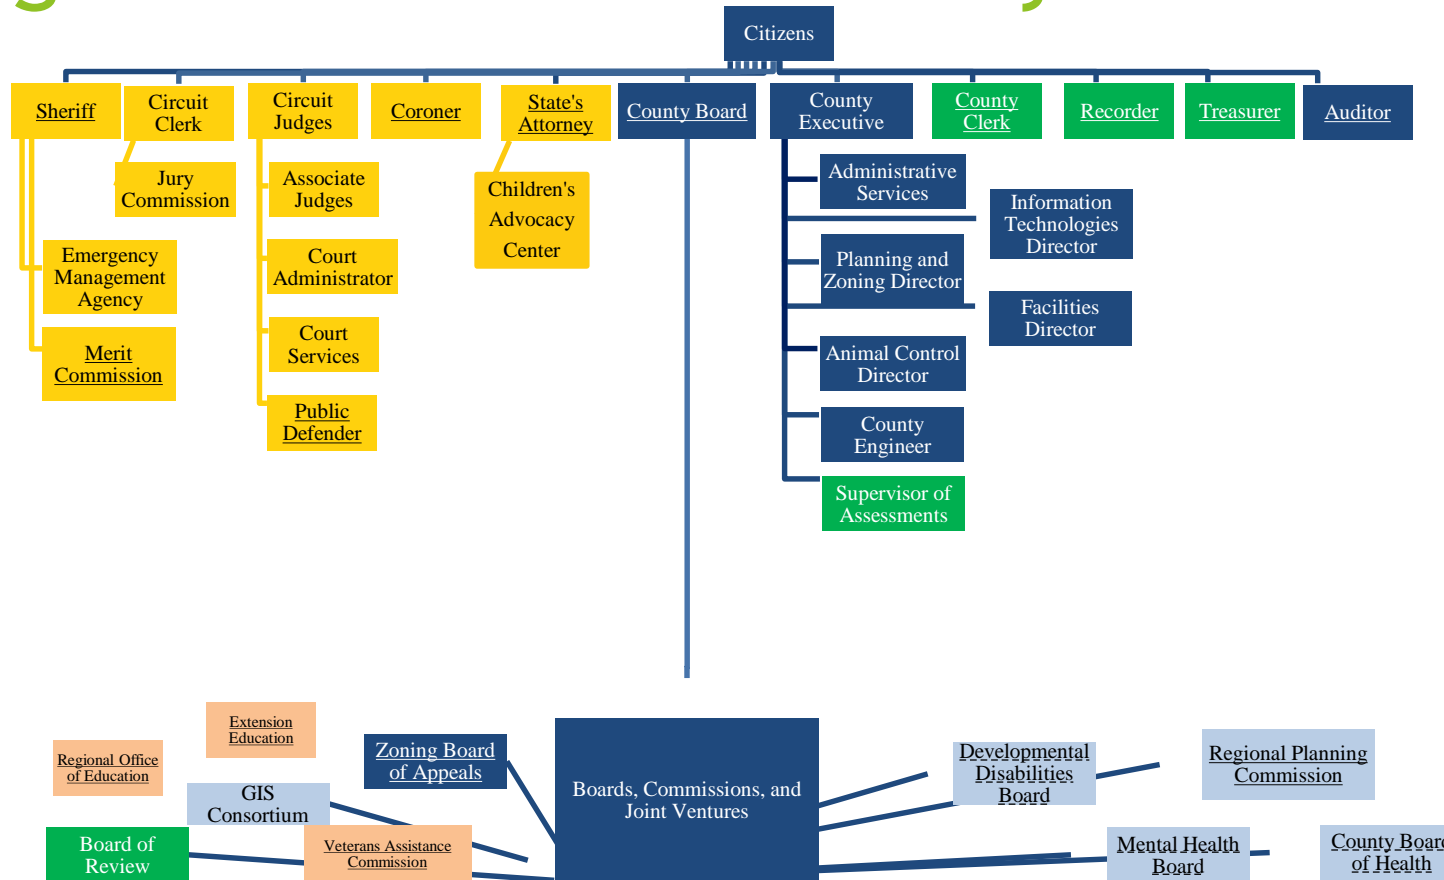 Citizens
Sheriff
Circuit
Clerk
Circuit
Judges
Coroner
State's
Attorney
County Board
County
Executive
County
Clerk
Recorder
Treasurer
Auditor
Jury
Commission
Associate
Judges
Children's
Advocacy
Center
Administrative
Services
Information
Technologies
Director
Emergency
Management
Agency
Court
Administrator
Planning and
Zoning Director
Facilities
Director
Merit
Commission
Court
Services
Animal Control
Director
Public
Defender
County
Engineer
Supervisor of
Assessments
Extension
Education
Regional Office
of Education
Zoning Board
of Appeals
GIS
Consortium
Boards, Commissions, and
Joint Ventures
Developmental
Disabilities
Board
Regional Planning
Commission
Board of
Review
Veterans Assistance
Commission
Mental Health
Board
County Board
of Health